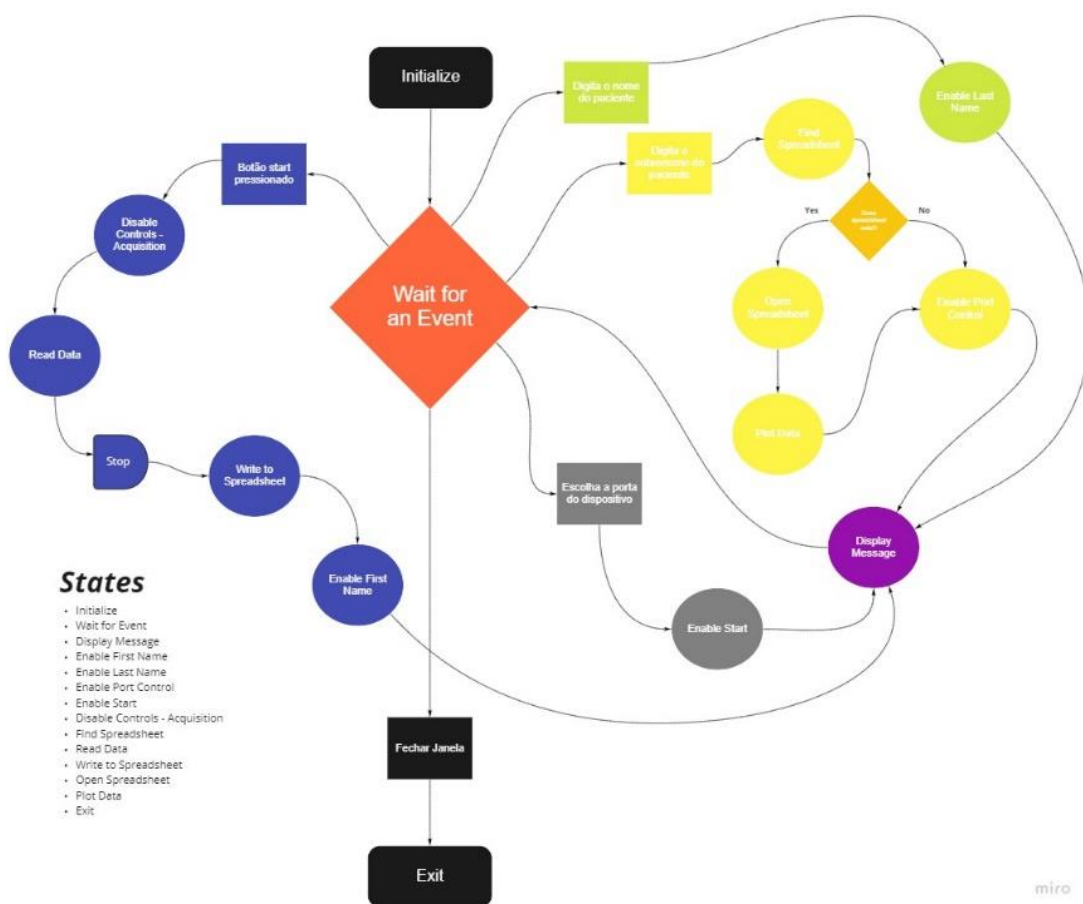 Initialize
Digita o nome
do paciente
Enable Last
Name
Digita o
sobrenome do
paciente
Find
Spreadsheet
Botão start
pressionado
Disable
Controls -
Acquisition
Yes
No
Wait for
an Event
Open
Spreadsheet
Enable Port
Control
Read Data
Plot Data
Stop
Write to
Spreadsheet
Escolha a porta
do dispositivo
Display
Message
Enable First
Name
Enable Start
States
• Initialize
• Wait for Event
• Display Message
• Enable First Name
• Enable Last Name
• Enable Port Control
• Enable Start
• Disable Controls - Acquisition
• Find Spreadsheet
• Read Data
• Write to Spreadsheet
• Open Spreadsheet
• Plot Data
• Exit
Fechar Janela
Exit
miro